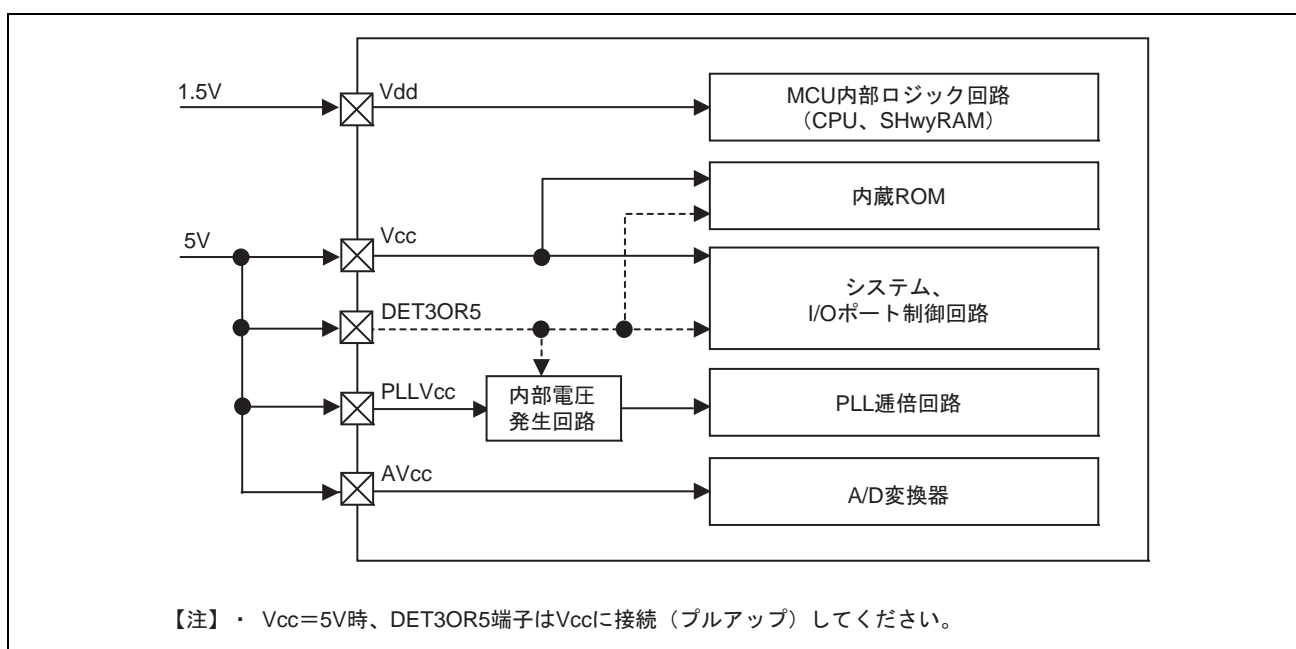 1.5V
Vdd
MCU内部ロジック回路
（CPU、SHwyRAM）
内蔵ROM
5V
Vcc
システム、
I/Oポート制御回路
DET3OR5
PLLVcc
内部電圧
発生回路
PLL逓倍回路
AVcc
A/D変換器
【注】・ Vcc＝5V時、DET3OR5端子はVccに接続（プルアップ）してください。